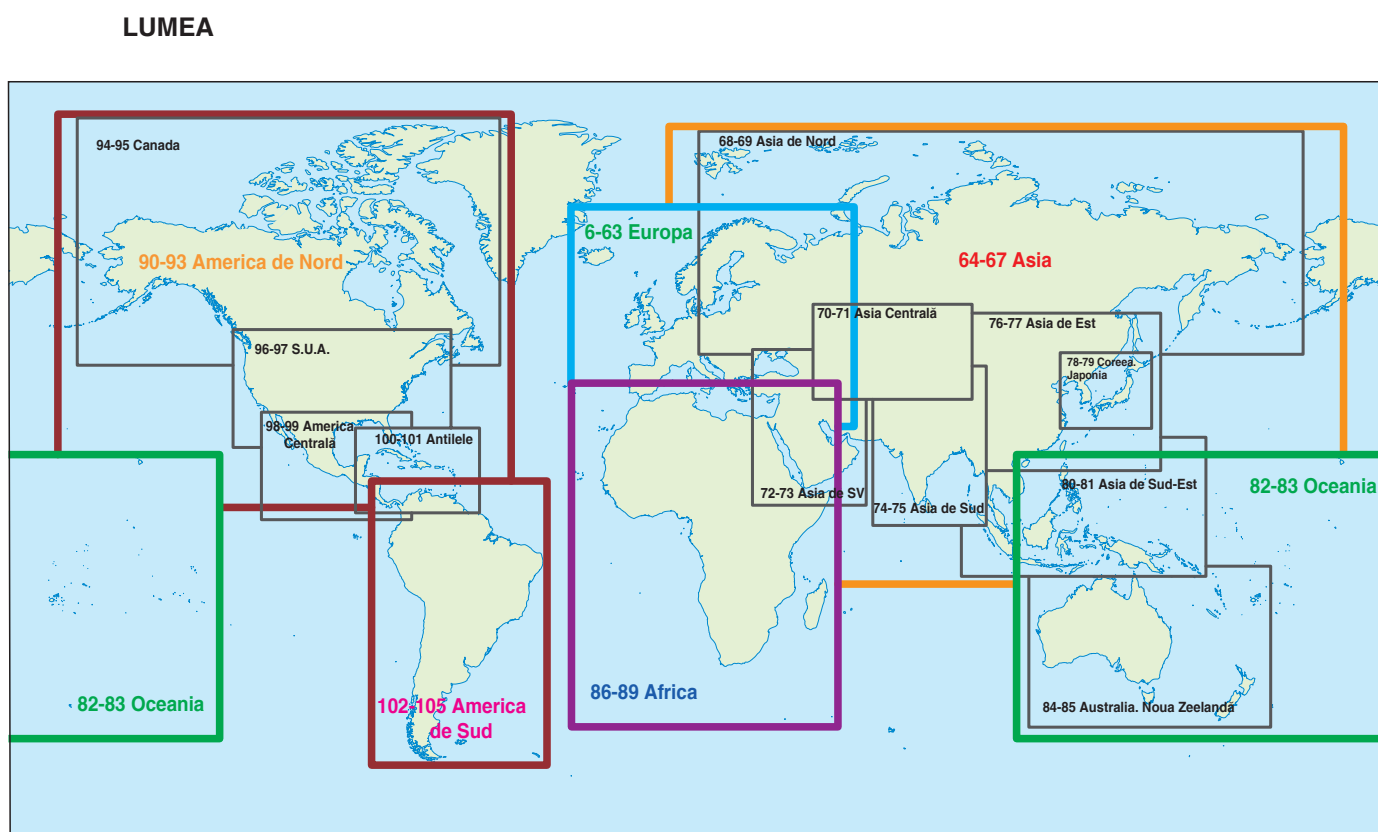 LUMEA
94-95 Canada
68-69 Asia de Nord
6-63 Europa
90-93 America de Nord
64-67 Asia
70-71 Asia Centrală
76-77 Asia de Est
96-97 S.U.A.
78-79 Coreea.
Japonia
98-99 America
Centrală
100-101 Antilele
72-73 Asia de SV
74-75 Asia de Sud
80-81 Asia de Sud-Est
82-83 Oceania
86-89 Africa
82-83 Oceania
102-105 America
de Sud
84-85 Australia. Noua Zeelandă